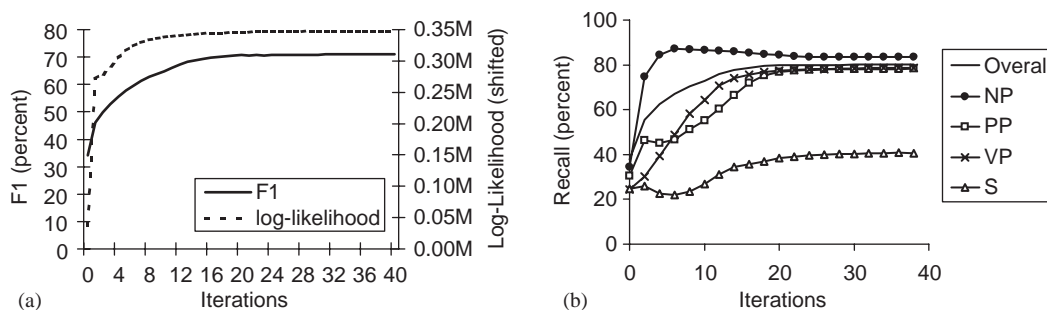 80
70
60
50
40
30
20
10
0
F1 (percent)
0.35M
0.30M
0.30M
0.25M
0.20M
0.15M
0.10M
0.05M
0.00M
Log-Likelihood (shifted)
F1
log-likelihood
0 4 8 12 16 20 24 28 32 36 40
Iterations
(a)
100
80
60
40
20
0
Recall (percent)
0 10 20 30 40
Iterations
(b)
Overal
NP
PP
VP
S